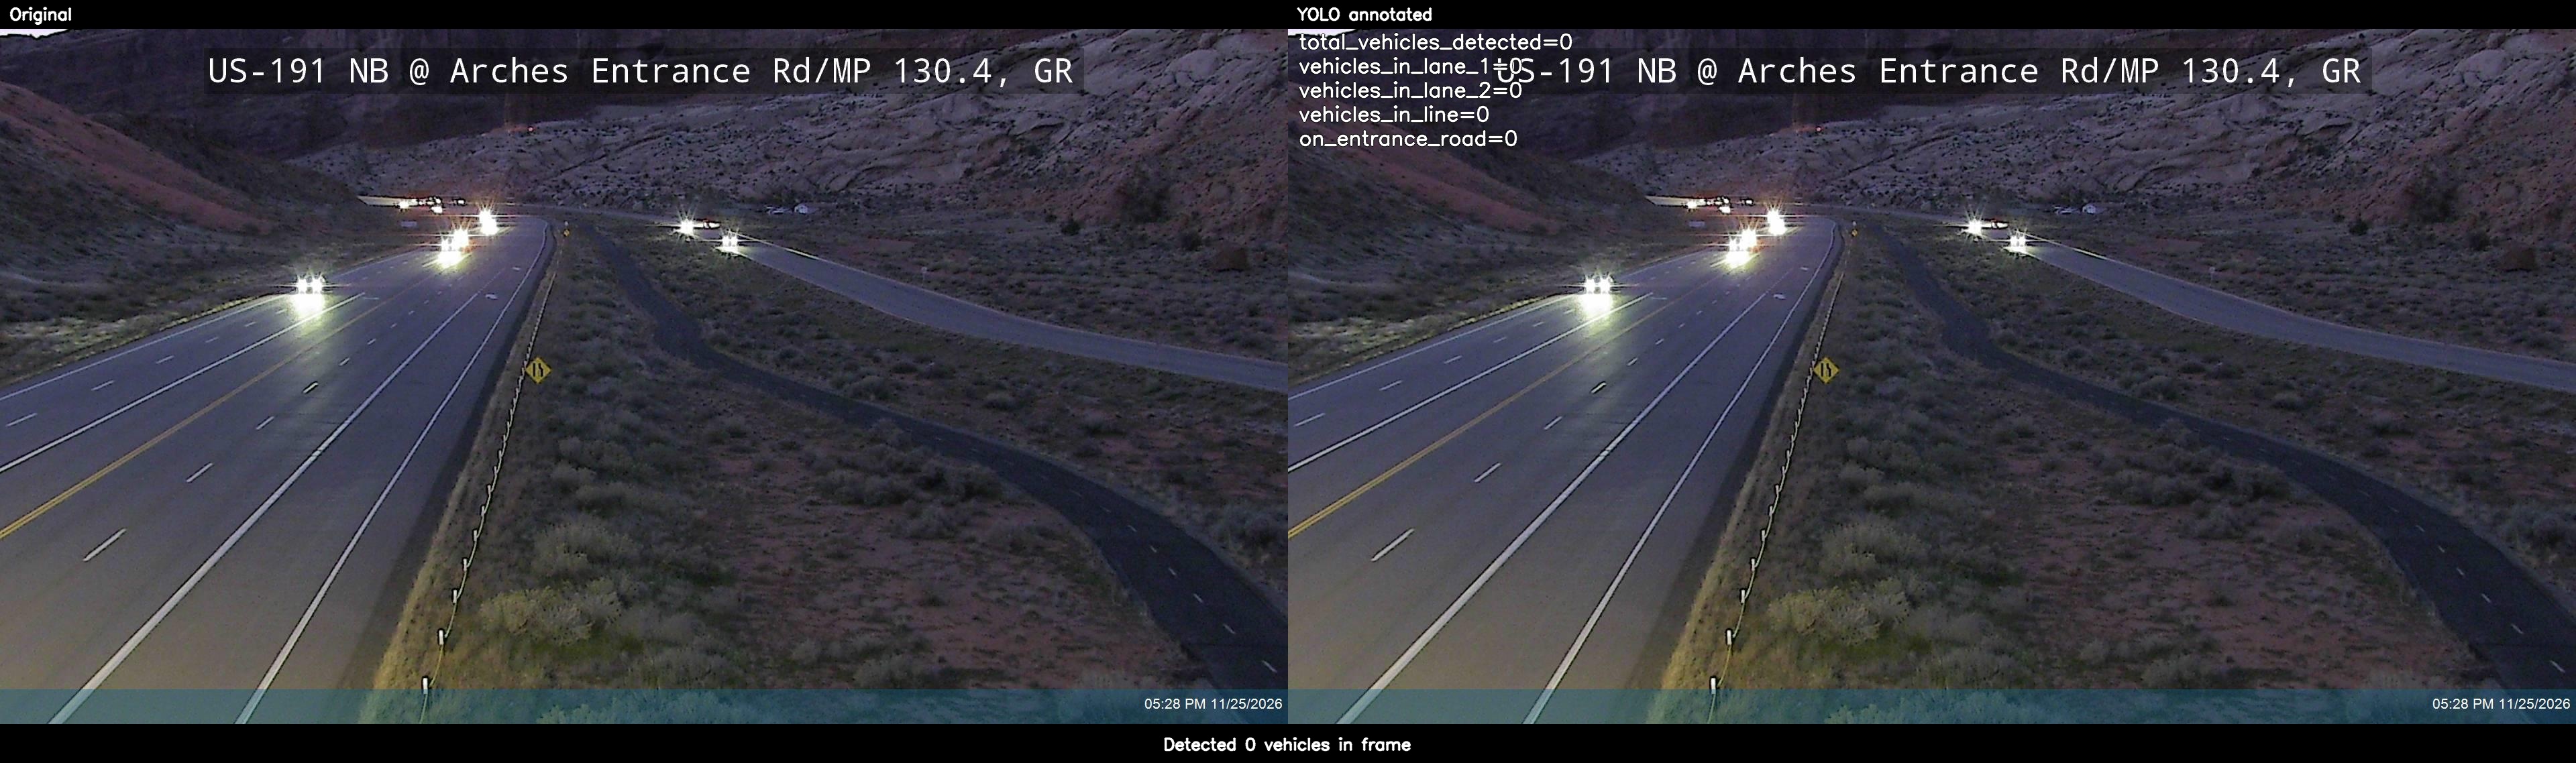 Original
US-191 NB @ Arches Entrance Rd/MP 130.4, GR
05:28 PM 11/25/2026
YOLO annotated
total_vehicles_detected=0
vehicles_in_lane_1=0
US-191 NB @ Arches Entrance Rd/MP 130.4, GR
vehicles_in_lane_2=0
vehicles_in_line=0
on_entrance_road=0
05:28 PM 11/25/2026
Detected 0 vehicles in frame